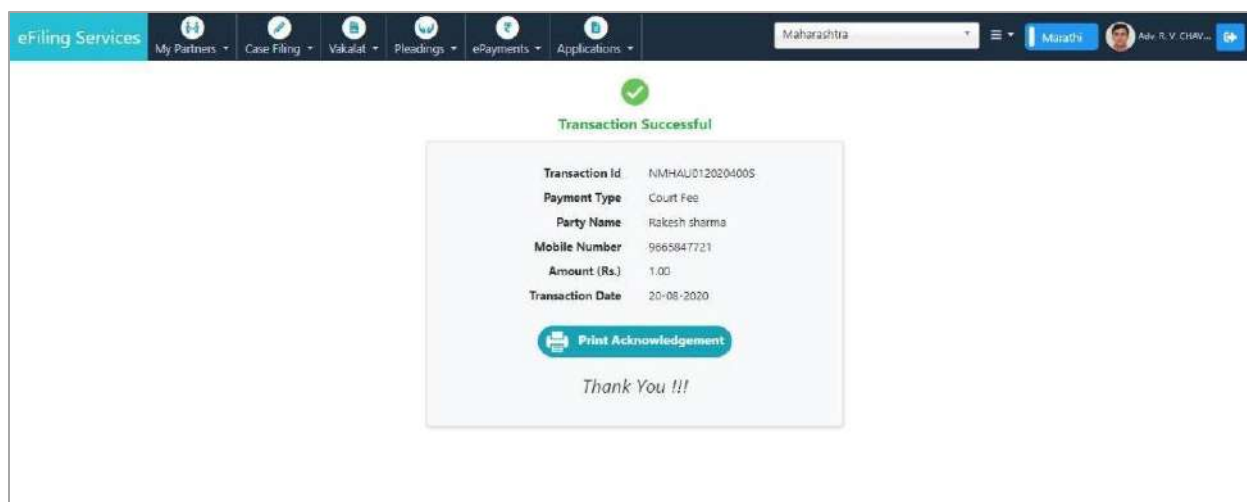 eFiling Services My Partners Case Filing Vakalat Pleadings ePayments Applications Maharashtra Marathi Adv. R. V. CHAV...
Transaction Successful
Transaction Id NMHAU012020400S
Payment Type Court Fee
Party Name Rakesh sharma
Mobile Number 9665847721
Amount (Rs.) 1.00
Transaction Date 20-08-2020
Print Acknowledgement
Thank You !!!